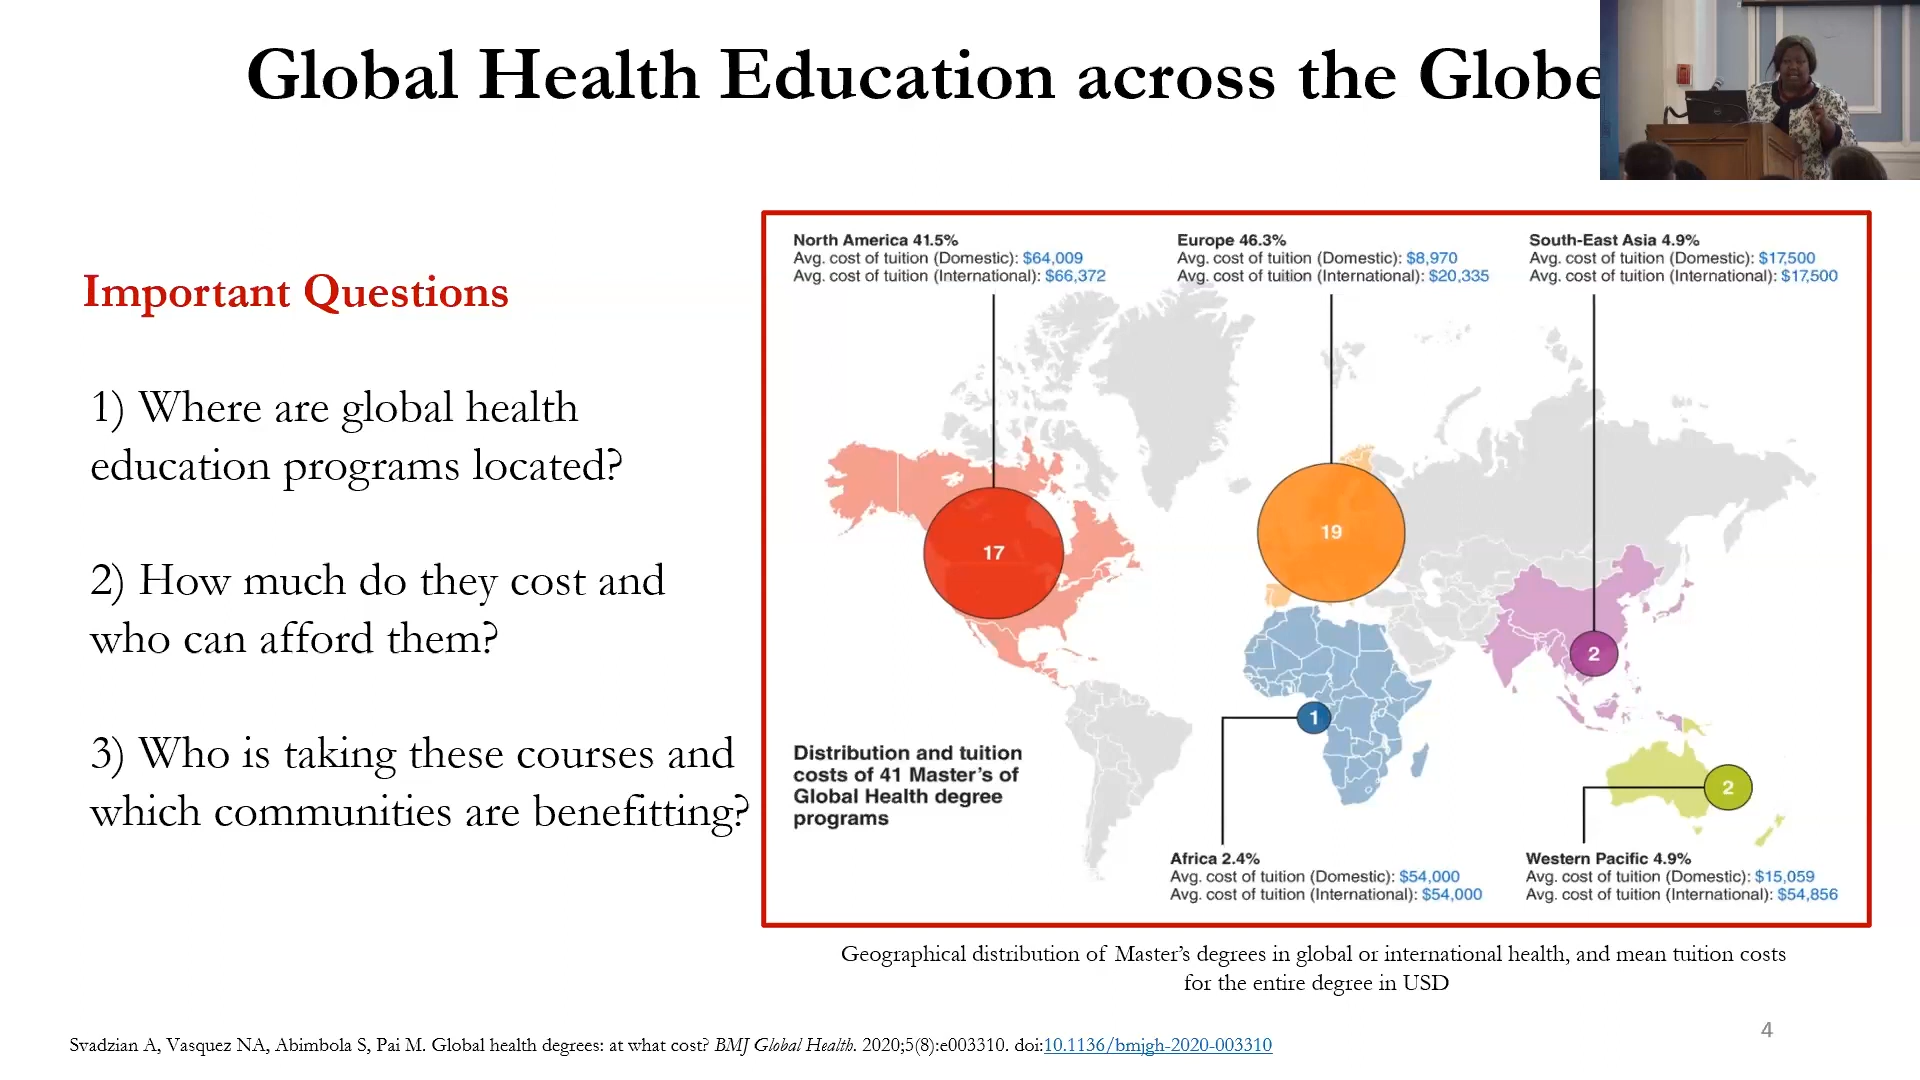 Global Health Education across the Globe
Important Questions
1) Where are global health
education programs located?
2) How much do they cost and
who can afford them?
3) Who is taking these courses and
which communities are benefitting?
North America 41.5%
Avg. cost of tuition (Domestic): $64,009
Avg. cost of tuition (International): $66,372
Europe 46.3%
Avg. cost of tuition (Domestic): $8,970
Avg. cost of tuition (International): $20,335
South-East Asia 4.9%
Avg. cost of tuition (Domestic): $17,500
Avg. cost of tuition (International): $17,500
17
19
2
1
2
Distribution and tuition
costs of 41 Master's of
Global Health degree
programs
Africa 2.4%
Avg. cost of tuition (Domestic): $54,000
Avg. cost of tuition (International): $54,000
Western Pacific 4.9%
Avg. cost of tuition (Domestic): $15,059
Avg. cost of tuition (International): $54,856
Geographical distribution of Master's degrees in global or international health, and mean tuition costs
for the entire degree in USD
4
Svadzian A, Vasquez NA, Abimbola S, Pai M. Global health degrees: at what cost? BMJ Global Health. 2020;5(8):e003310. doi:10.1136/bmjgh-2020-003310